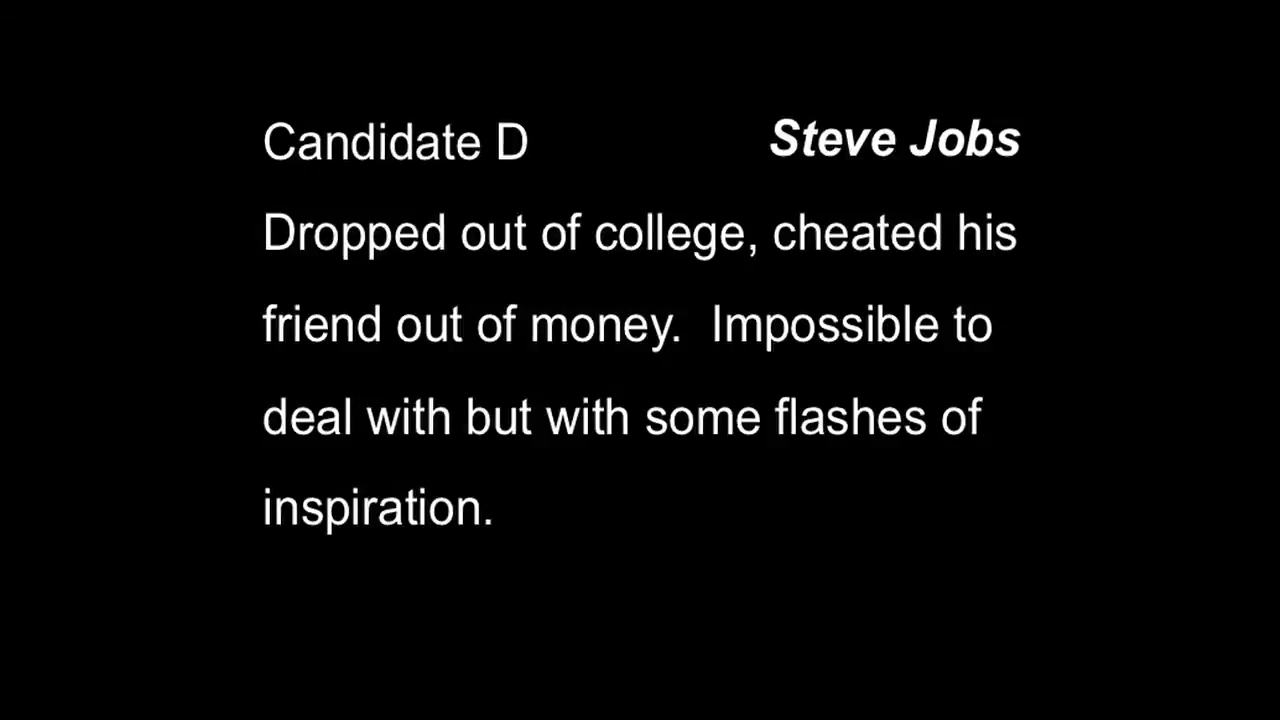 Candidate D Steve Jobs
Dropped out of college, cheated his
friend out of money. Impossible to
deal with but with some flashes of
inspiration.